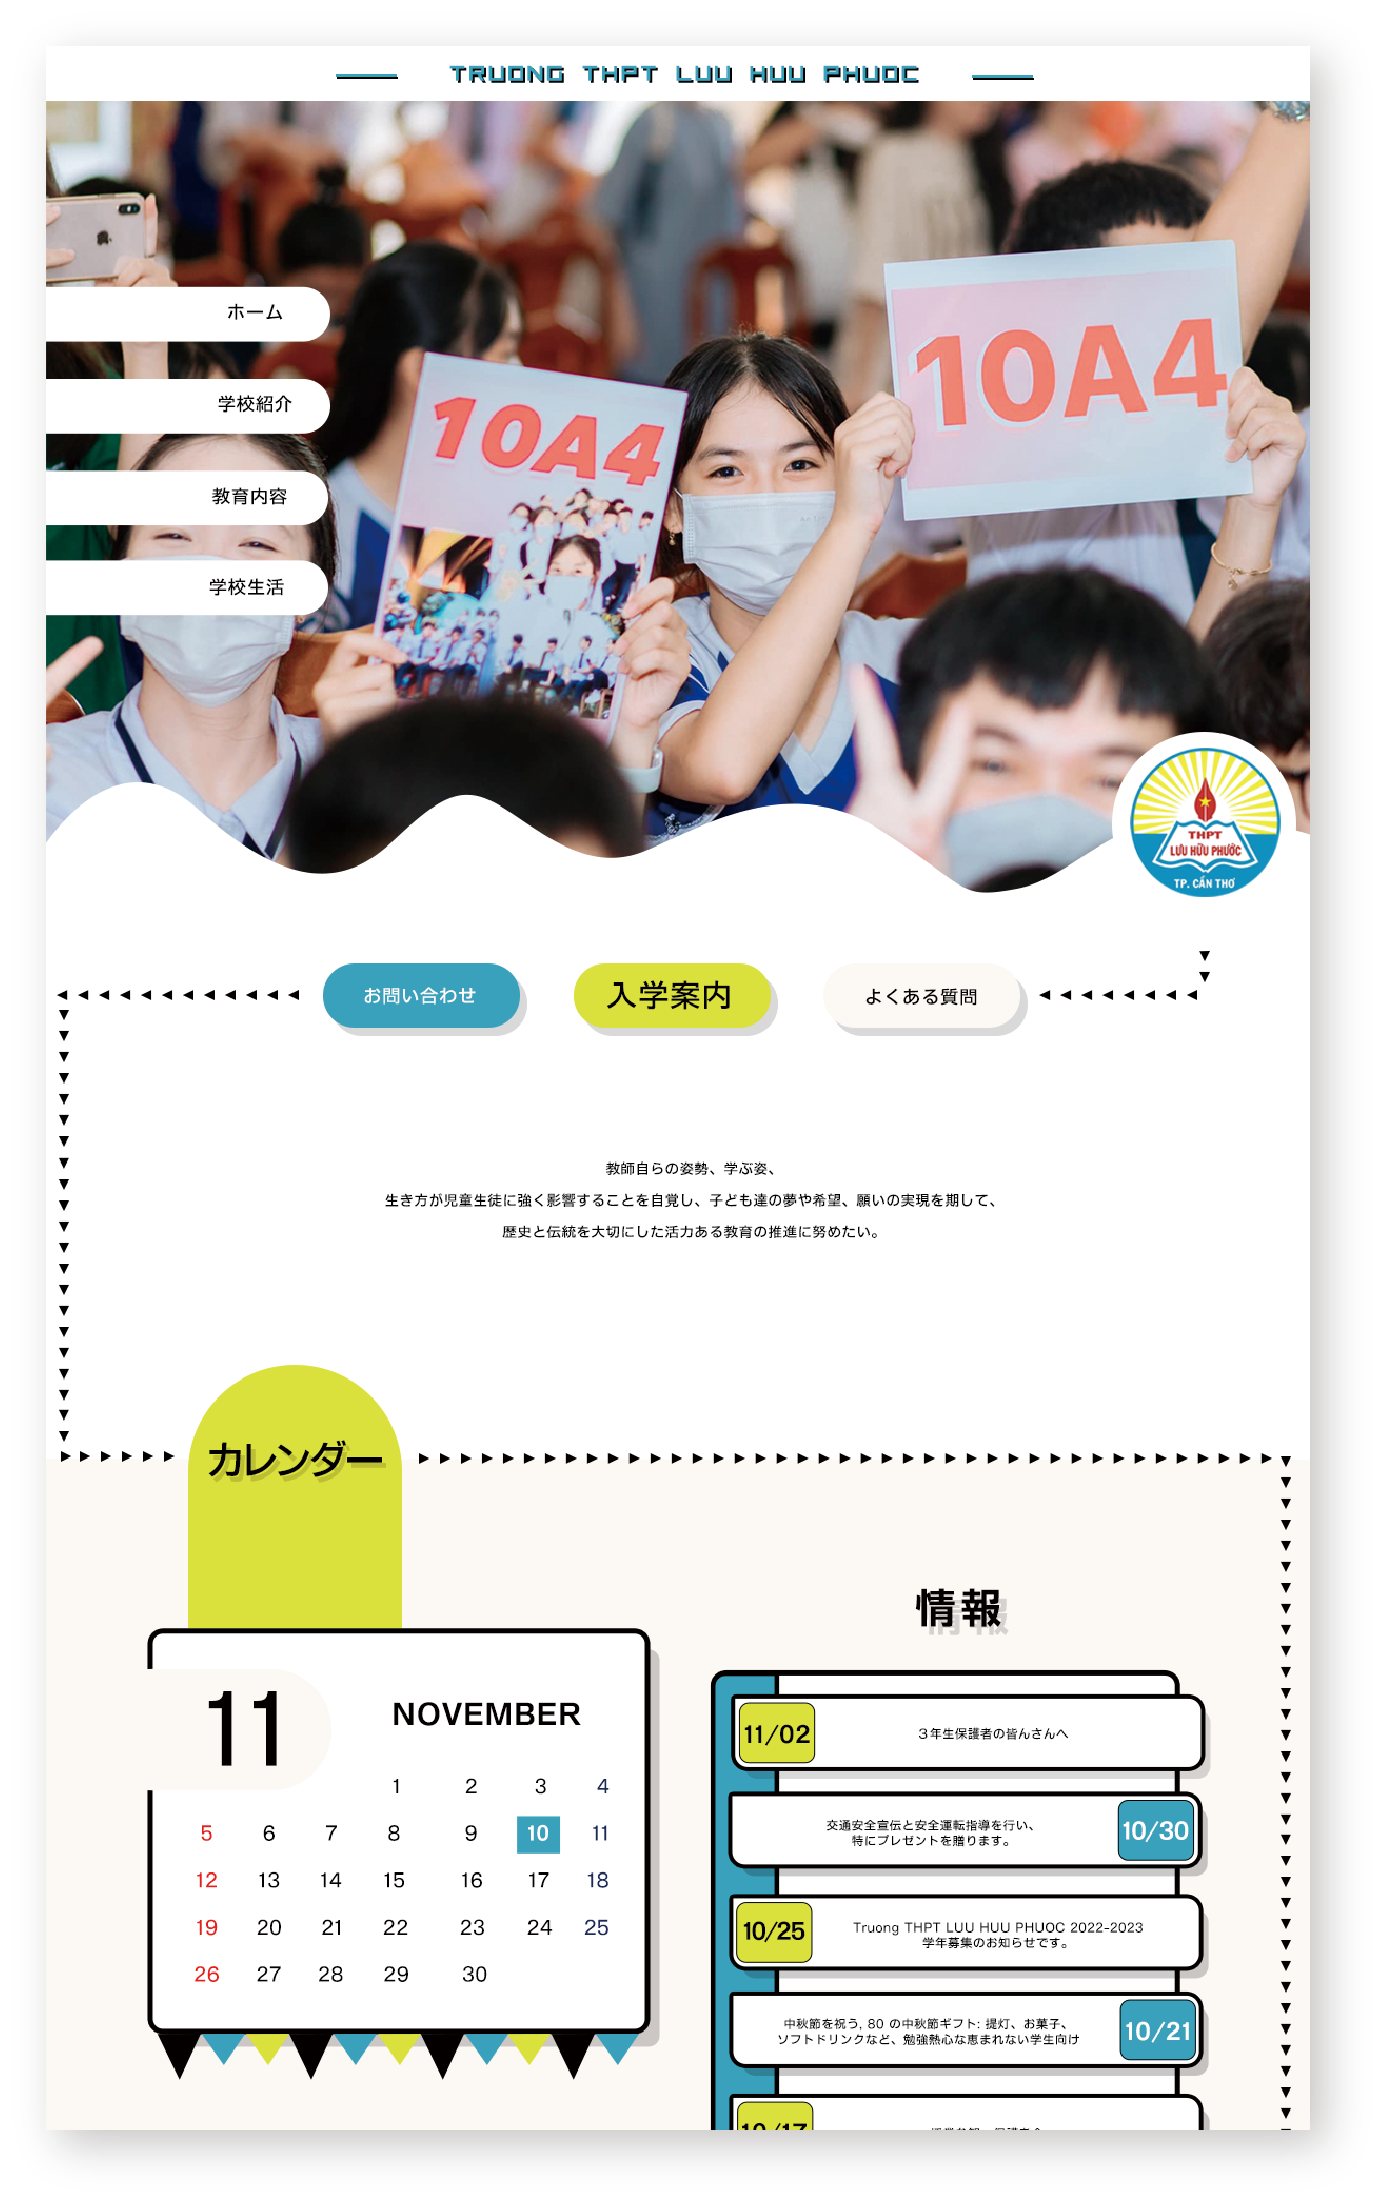 TRUONG THPT LUU HUU PHUOC
ホーム
学校紹介
教育内容
学校生活
10A4
10A4
THPT
LƯU HỮU PHƯỚC
TP. CẦN THƠ
お問い合わせ
入学案内
よくある質問
教師自らの姿勢、学ぶ姿、
生き方が児童生徒に強く影響することを自覚し、子ども達の夢や希望、願いの実現を期して、
歴史と伝統を大切にした活力ある教育の推進に努めたい。
カレンダー
11
NOVEMBER
1 2 3 4
5 6 7 8 9 10 11
12 13 14 15 16 17 18
19 20 21 22 23 24 25
26 27 28 29 30
情報
11/02
３年生保護者の皆んさんへ
交通安全宣伝と安全運転指導を行い、
特にプレゼントを贈ります。
10/30
10/25
Truong THPT LUU HUU PHUOC 2022-2023
学年募集のお知らせです。
中秋節を祝う, 80 の中秋節ギフト: 提灯、お菓子、
ソフトドリンクなど、勉強熱心な恵まれない学生向け
10/21
10/17